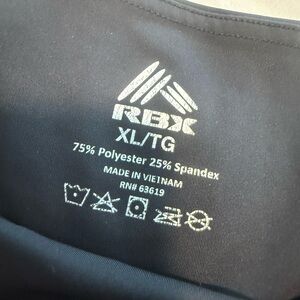 RBX
XL/TG
75% Polyester 25% Spandex
MADE IN VIETNAM
RN# 63619